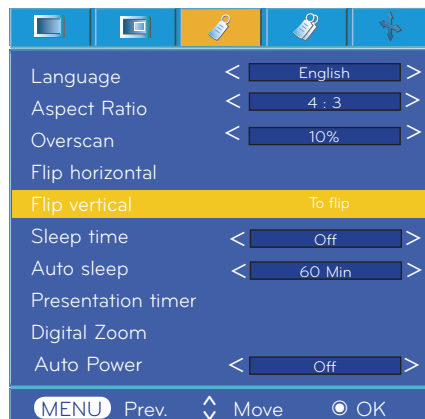 Language < English >
Aspect Ratio < 4 : 3 >
Overscan < 10% >
Flip horizontal
Flip vertical To flip
Sleep time < Off >
Auto sleep < 60 Min >
Presentation timer
Digital Zoom
Auto Power < Off >
MENU Prev. Move OK